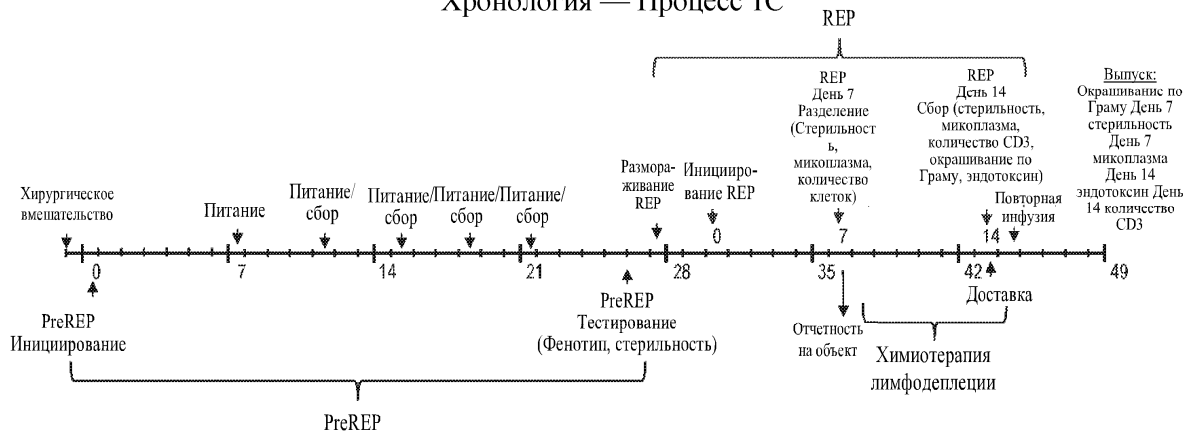 Хронология — Процесс 1C
REP
REP
День 7
Разделение
(Стерильност
ь,
микоплазма,
количество
клеток)
REP
День 14
Сбор (стерильность,
микоплазма,
количество CD3,
окрашивание по
Граму, эндотоксин)
Выпуск:
Окрашивание по
Граму День 7
стерильность
День 7
микоплазма
День 14
эндотоксин День
14 количество
CD3
Хирургическое
вмешательство
Питание
Питание/
сбор
Питание/
сбор
Питание/
сбор
Питание/
сбор
Размора-
живание
REP
Иницииро-
вание REP
Повторная
инфузия
0
7
14
0
7
14
21
28
35
42
49
PreREP
Инициирование
PreREP
Тестирование
(Фенотип, стерильность)
Отчетность
на объект
Доставка
Химиотерапия
лимфодеплеции
PreREP